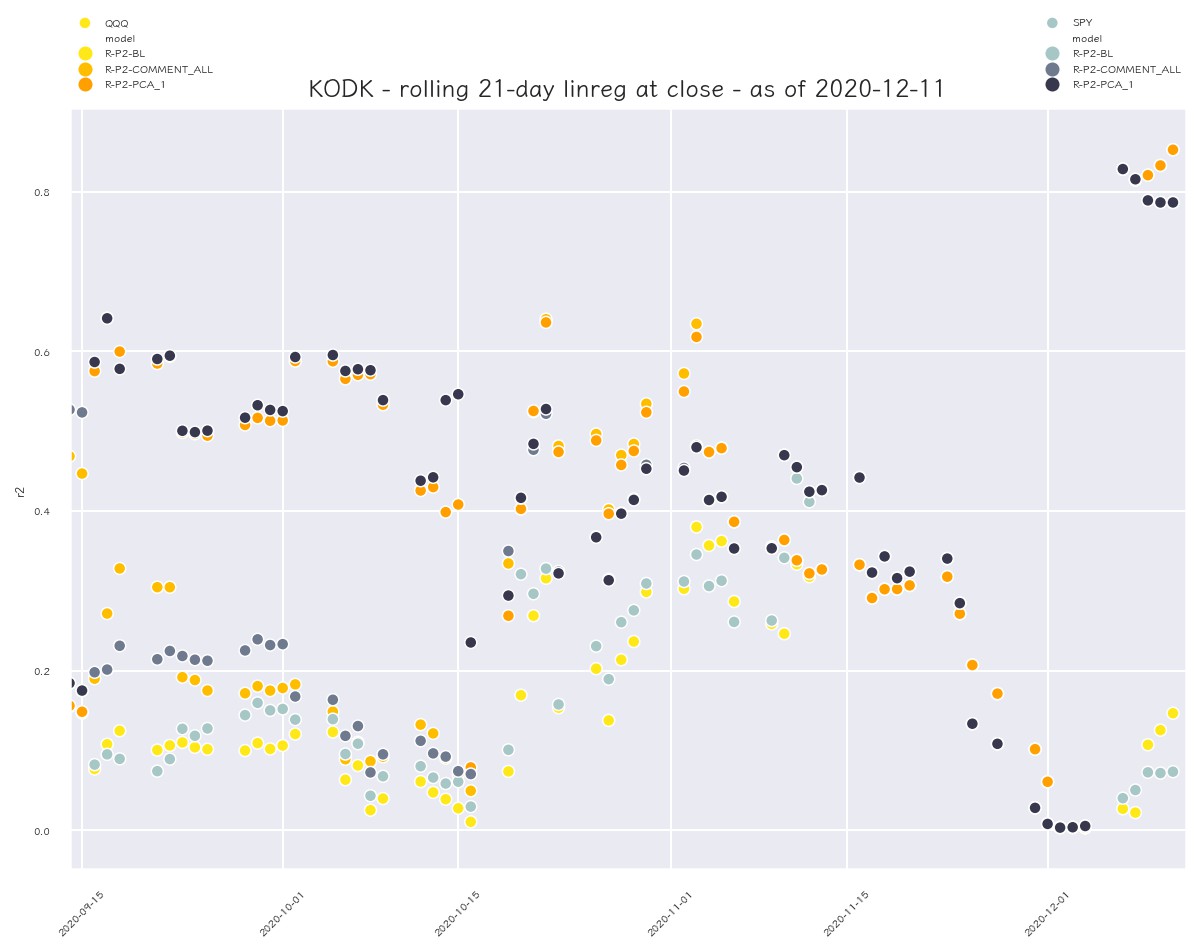 QQQ
model
R-P2-BL
R-P2-COMMENT_ALL
R-P2-PCA_1
SPY
model
R-P2-BL
R-P2-COMMENT_ALL
R-P2-PCA_1
KODK - rolling 21-day linreg at close - as of 2020-12-11
0.8
0.6
0.4
0.2
0.0
r2
2020-09-15
2020-10-01
2020-10-15
2020-11-01
2020-11-15
2020-12-01